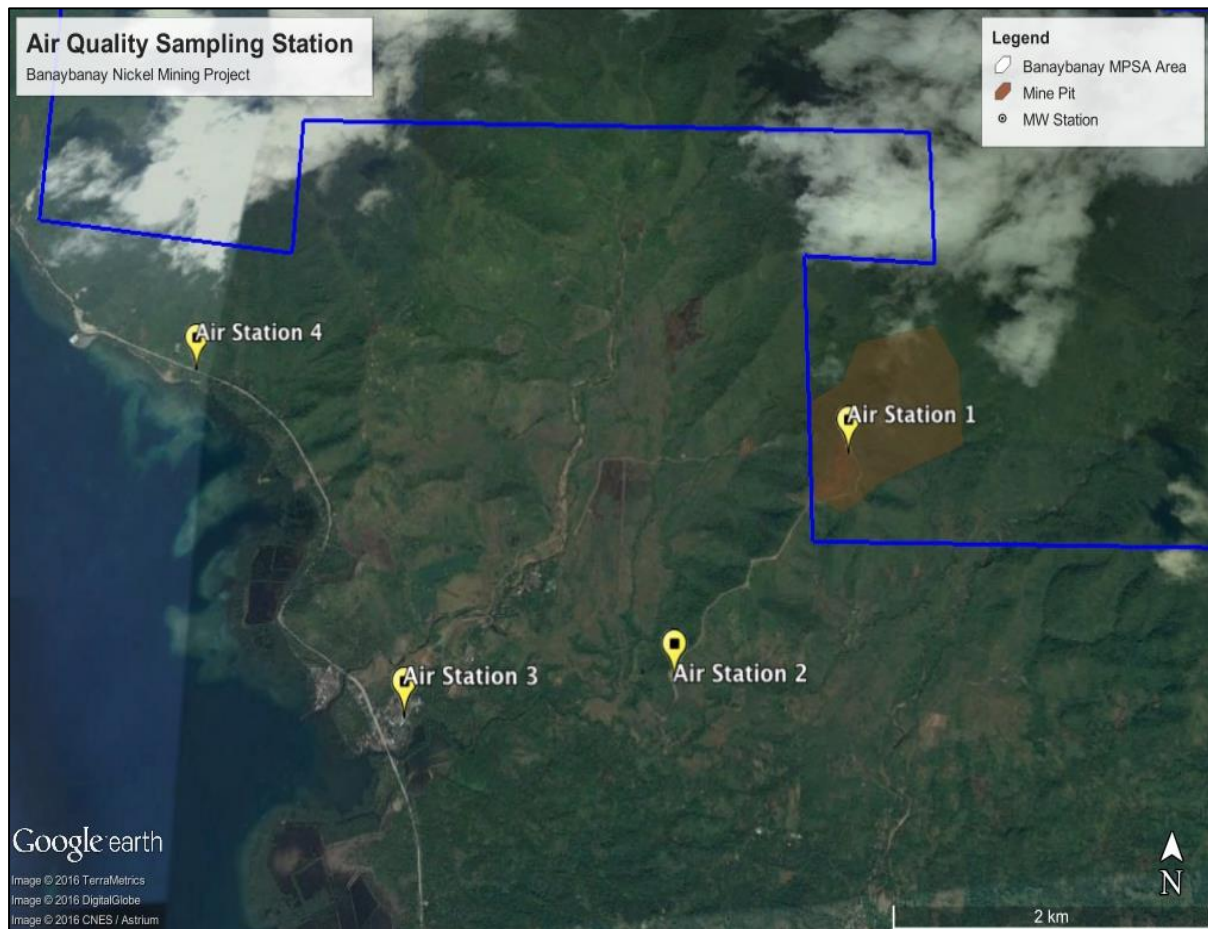 Air Quality Sampling Station
Banaybanay Nickel Mining Project
Legend
Banaybanay MPSA Area
Mine Pit
MW Station
Air Station 4
Air Station 1
Air Station 3
Air Station 2
Google earth
Image © 2016 TerraMetrics
Image © 2016 DigitalGlobe
Image © 2016 CNES / Astrium
N
2 km